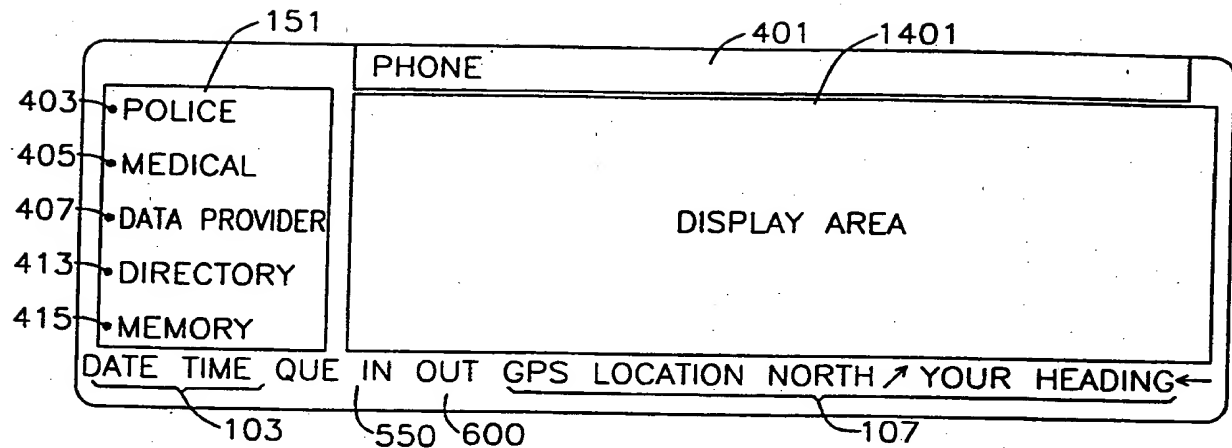 151
401
1401
PHONE
403 POLICE
405 MEDICAL
407 DATA PROVIDER
413 DIRECTORY
415 MEMORY
DISPLAY AREA
DATE TIME QUE IN OUT GPS LOCATION NORTH ↗ YOUR HEADING ←
103
550
600
107